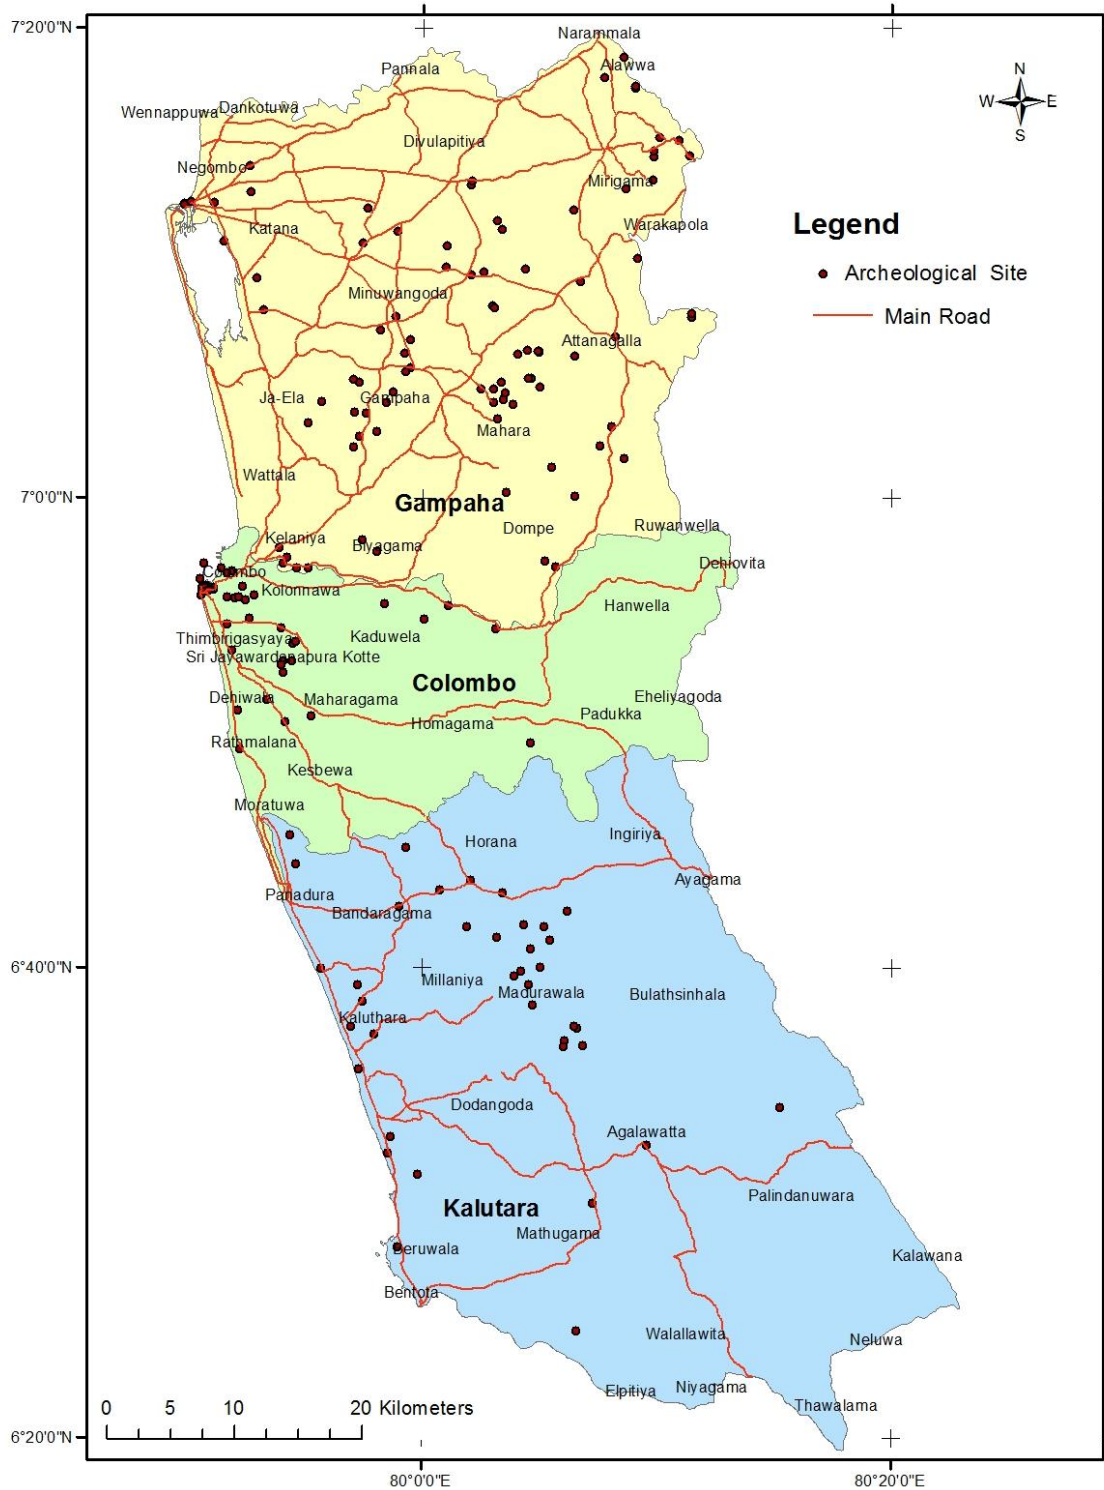 7°20'0"N
Narammala
Pannala
Alawwa
N
W
E
S
Wennappuwa
Dankotuwa
Divulapitiya
Negombo
Mirigama
Katana
Warakapola
Legend
Archeological Site
Main Road
Minuwangoda
Attanagalla
Ja-Ela
Gampaha
Mahara
Wattala
7°0'0"N
Gampaha
Dompe
Ruwanwella
Kelaniya
Biyagama
Dehiovita
Colombo
Kolonnawa
Hanwella
Thimbirigasyaya
Kaduwela
Sri Jayawardanapura Kotte
Colombo
Dehiwala
Maharagama
Eheliyagoda
Homagama
Padukka
Rathmalana
Kesbewa
Moratuwa
Horana
Ingiriya
Ayagama
Panadura
Bandaragama
6°40'0"N
Millaniya
Madurawala
Bulathsinhala
Kaluthara
Dodangoda
Agalawatta
Palindanuwara
Kalutara
Mathugama
Beruwala
Kalawana
Bentota
Walallawita
Neluwa
Elpitiya
Niyagama
Thawalama
0 5 10 20 Kilometers
6°20'0"N
80°0'0"E
80°20'0"E